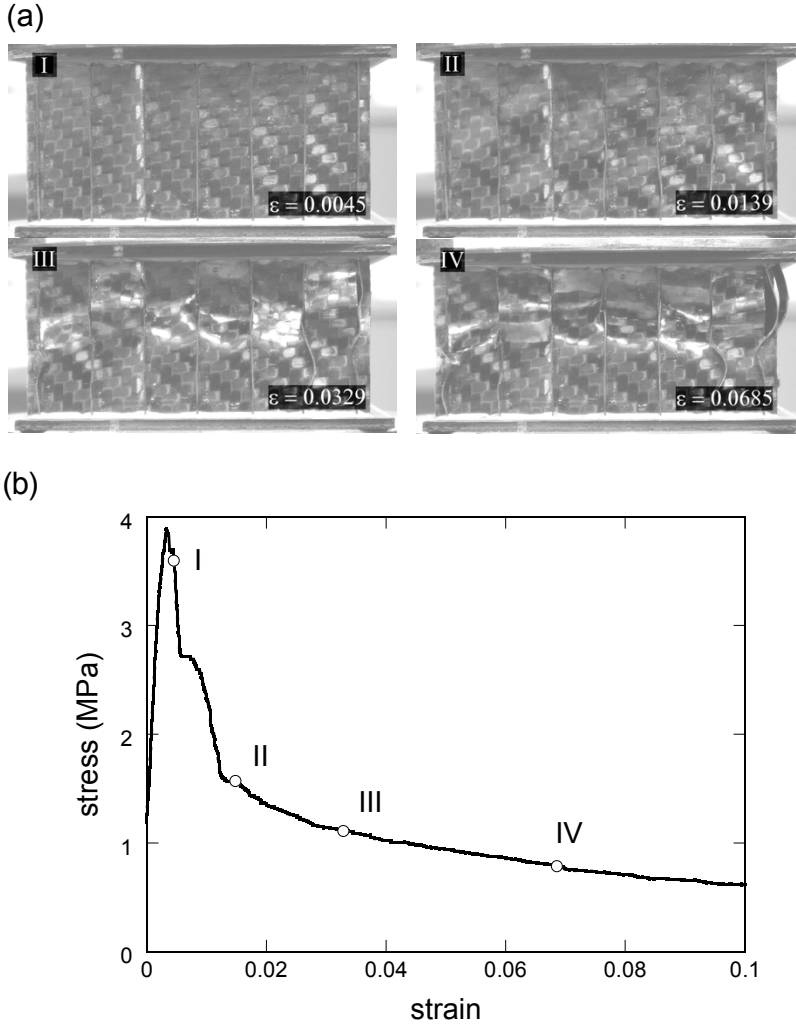 (a)
I
II
ε = 0.0045
ε = 0.0139
III
IV
ε = 0.0329
ε = 0.0685
(b)
4
I
3
stress (MPa)
2
II
III
IV
1
0
0
0.02
0.04
0.06
0.08
0.1
strain